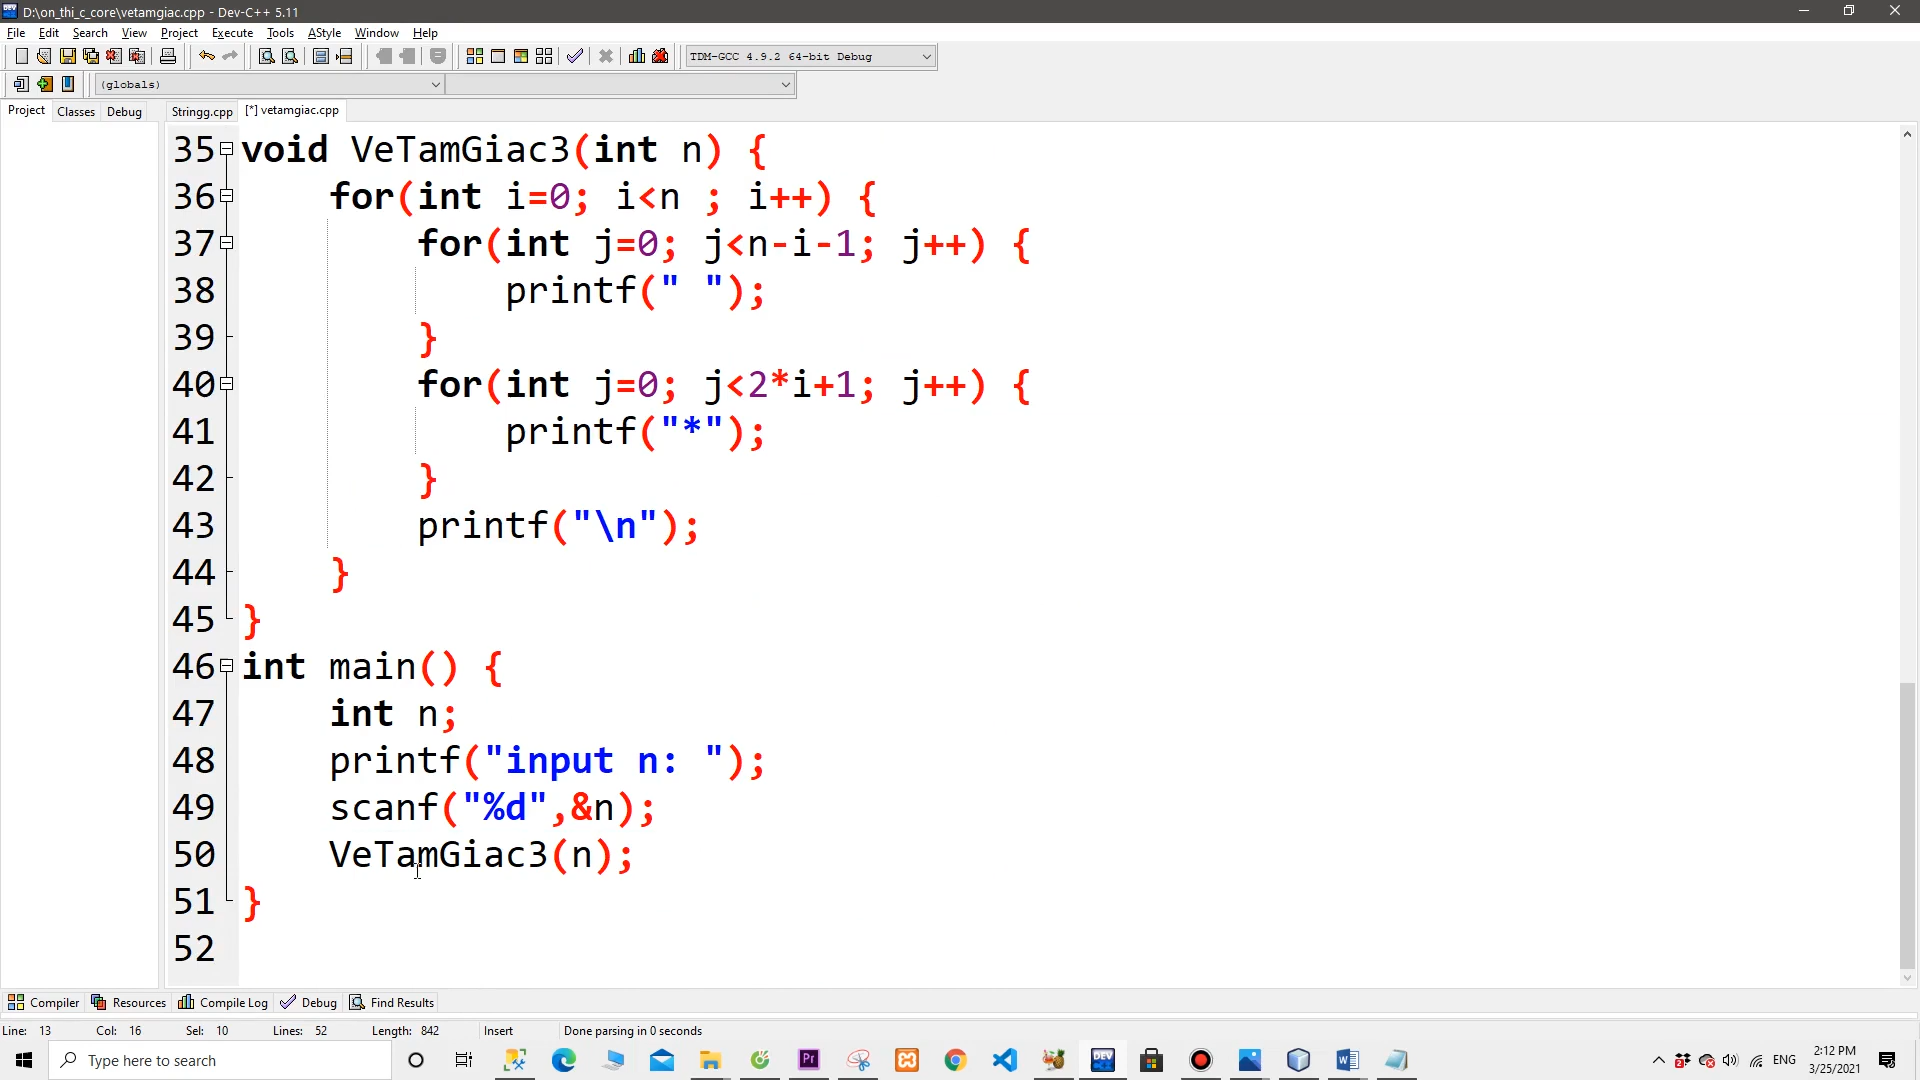 D:\on_thi_c_core\vetamgiac.cpp - Dev-C++ 5.11
File Edit Search View Project Execute Tools AStyle Window Help
TDM-GCC 4.9.2 64-bit Debug
(globals)
Project Classes Debug Stringg.cpp [*] vetamgiac.cpp
35 void VeTamGiac3(int n) {
36 for(int i=0; i<n ; i++) {
37 for(int j=0; j<n-i-1; j++) {
38 printf(" ");
39 }
40 for(int j=0; j<2*i+1; j++) {
41 printf("*");
42 }
43 printf("\n");
44 }
45 }
46 int main() {
47 int n;
48 printf("input n: ");
49 scanf("%d",&n);
50 VeTamGiac3(n);
51 }
52
Compiler Resources Compile Log Debug Find Results
Line: 13 Col: 16 Sel: 10 Lines: 52 Length: 842 Insert Done parsing in 0 seconds
Type here to search
Pr
DEV
ENG
2:12 PM
3/25/2021